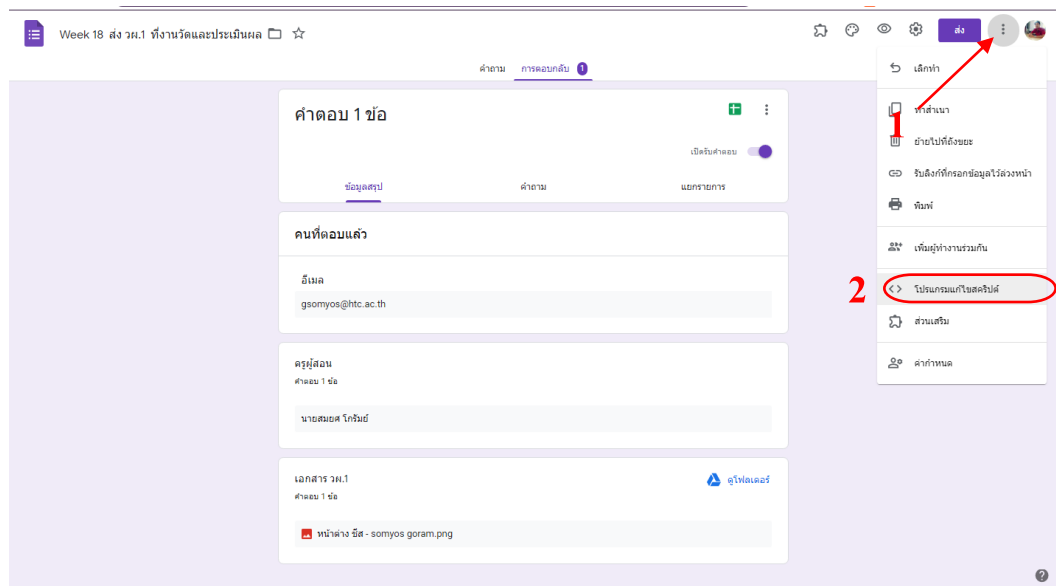 Week 18 ส่ง วผ.1 ที่งานวัดและประเมินผล
ส่ง
คำถาม การตอบกลับ 1
เลิกทำ
ทำสำเนา
ย้ายไปที่ถังขยะ
รับลิงก์ที่กรอกข้อมูลไว้ล่วงหน้า
พิมพ์
เพิ่มผู้ทำงานร่วมกัน
โปรแกรมแก้ไขสคริปต์
ส่วนเสริม
ค่ากำหนด
1
2
คำตอบ 1 ข้อ
เปิดรับคำตอบ
ข้อมูลสรุป คำถาม แยกรายการ
คนที่ตอบแล้ว
อีเมล
gsomyos@htc.ac.th
ครูผู้สอน
คำตอบ 1 ข้อ
นายสมยศ โกรัมย์
เอกสาร วผ.1
ดูโฟลเดอร์
คำตอบ 1 ข้อ
หน้าต่าง ชีส - somyos goram.png